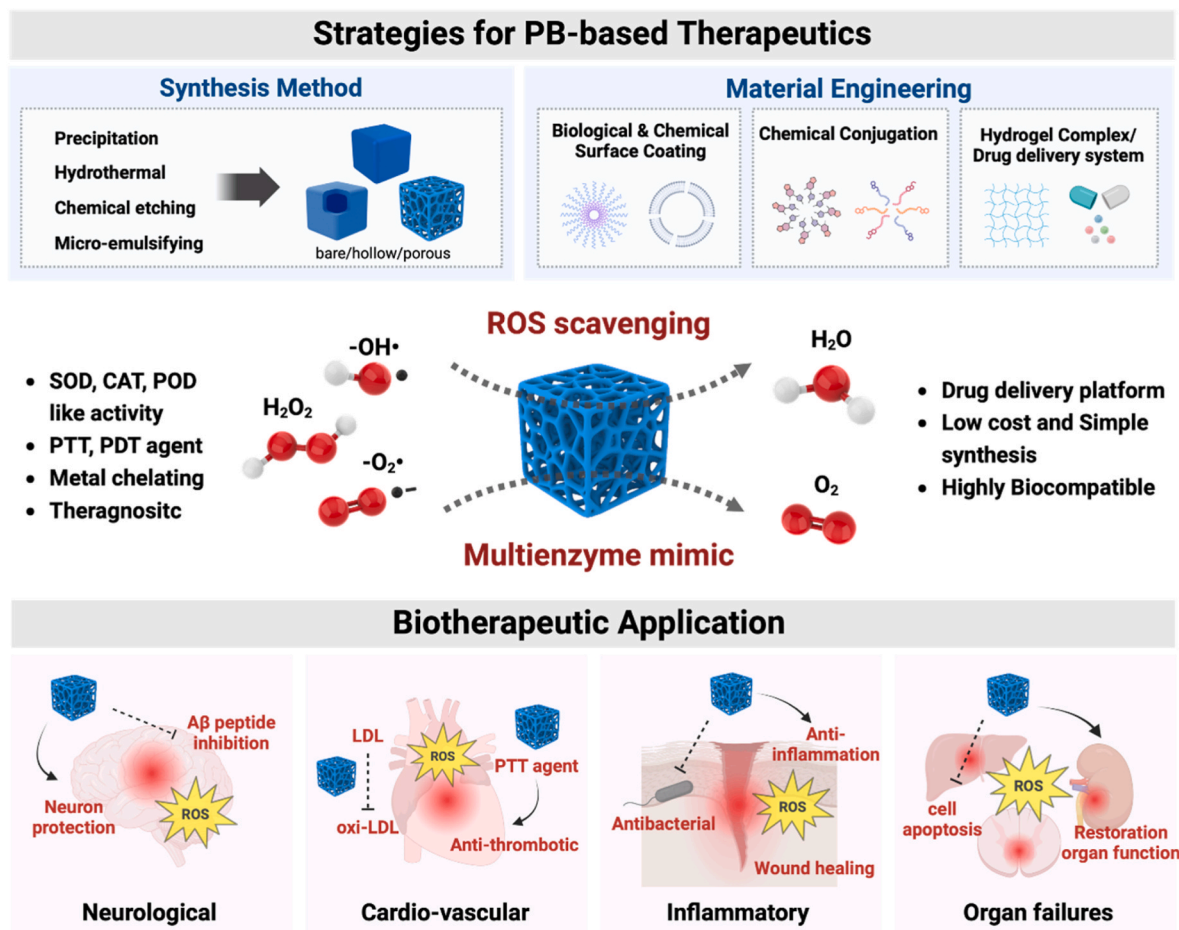 Strategies for PB-based Therapeutics
Synthesis Method
Precipitation
Hydrothermal
Chemical etching
Micro-emulsifying
bare/hollow/porous
Material Engineering
Biological & Chemical
Surface Coating
Chemical Conjugation
Hydrogel Complex/
Drug delivery system
ROS scavenging
-OH•
H₂O₂
-O₂•
H₂O
O₂
• SOD, CAT, POD
like activity
• PTT, PDT agent
• Metal chelating
• Theragnositc
• Drug delivery platform
• Low cost and Simple
synthesis
• Highly Biocompatible
Multienzyme mimic
Biotherapeutic Application
Aβ peptide
inhibition
Neuron
protection
ROS
Neurological
LDL
ROS
PTT agent
oxi-LDL
Anti-thrombotic
Cardio-vascular
Anti-
inflammation
ROS
Antibacterial
Wound healing
Inflammatory
ROS
cell
apoptosis
Restoration
organ function
Organ failures